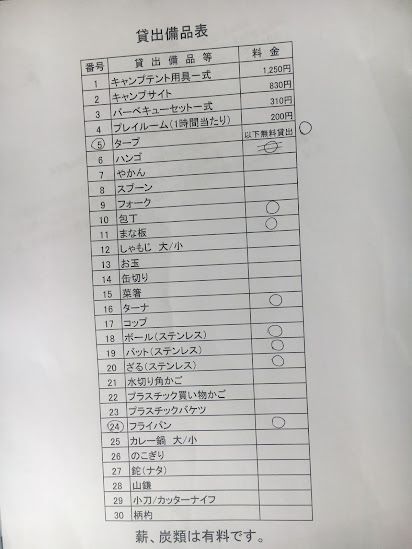 貸出備品表
番号 貸出備品等 料金
1 キャンプテント用具一式 1,250円
2 キャンプサイト 830円
3 バーベキューセット一式 310円
4 プレイルーム(1時間当たり) 200円
5 タープ 以下無料貸出
6 ハンゴ
7 やかん
8 スプーン
9 フォーク
10 包丁
11 まな板
12 しゃもじ 大/小
13 お玉
14 缶切り
15 菜箸
16 ターナ
17 コップ
18 ボール(ステンレス)
19 バット(ステンレス)
20 ざる(ステンレス)
21 水切り角かご
22 プラスチック買い物かご
23 プラスチックバケツ
24 フライパン
25 カレー鍋 大/小
26 のこぎり
27 鉈(ナタ)
28 山鎌
29 小刀/カッターナイフ
30 柄杓
薪、炭類は有料です。